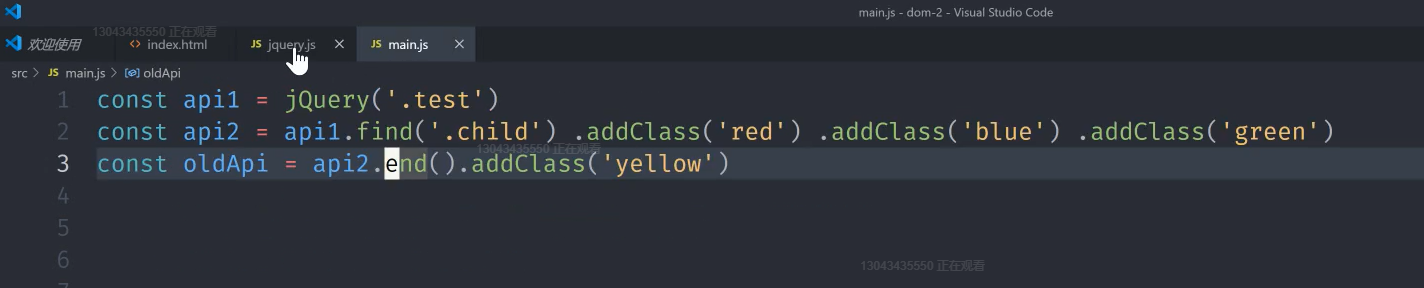 main.js - dom-2 - Visual Studio Code
13043435550 正在观看
欢迎使用 <> index.html JS jquery.js × JS main.js ×
src > JS main.js > oldApi
1 const api1 = jQuery('.test')
2 const api2 = api1.find('.child') .addClass('red') .addClass('blue') .addClass('green')
13043435550 正在观看
3 const oldApi = api2.end().addClass('yellow')
4
5
6
13043435550 正在观看
7